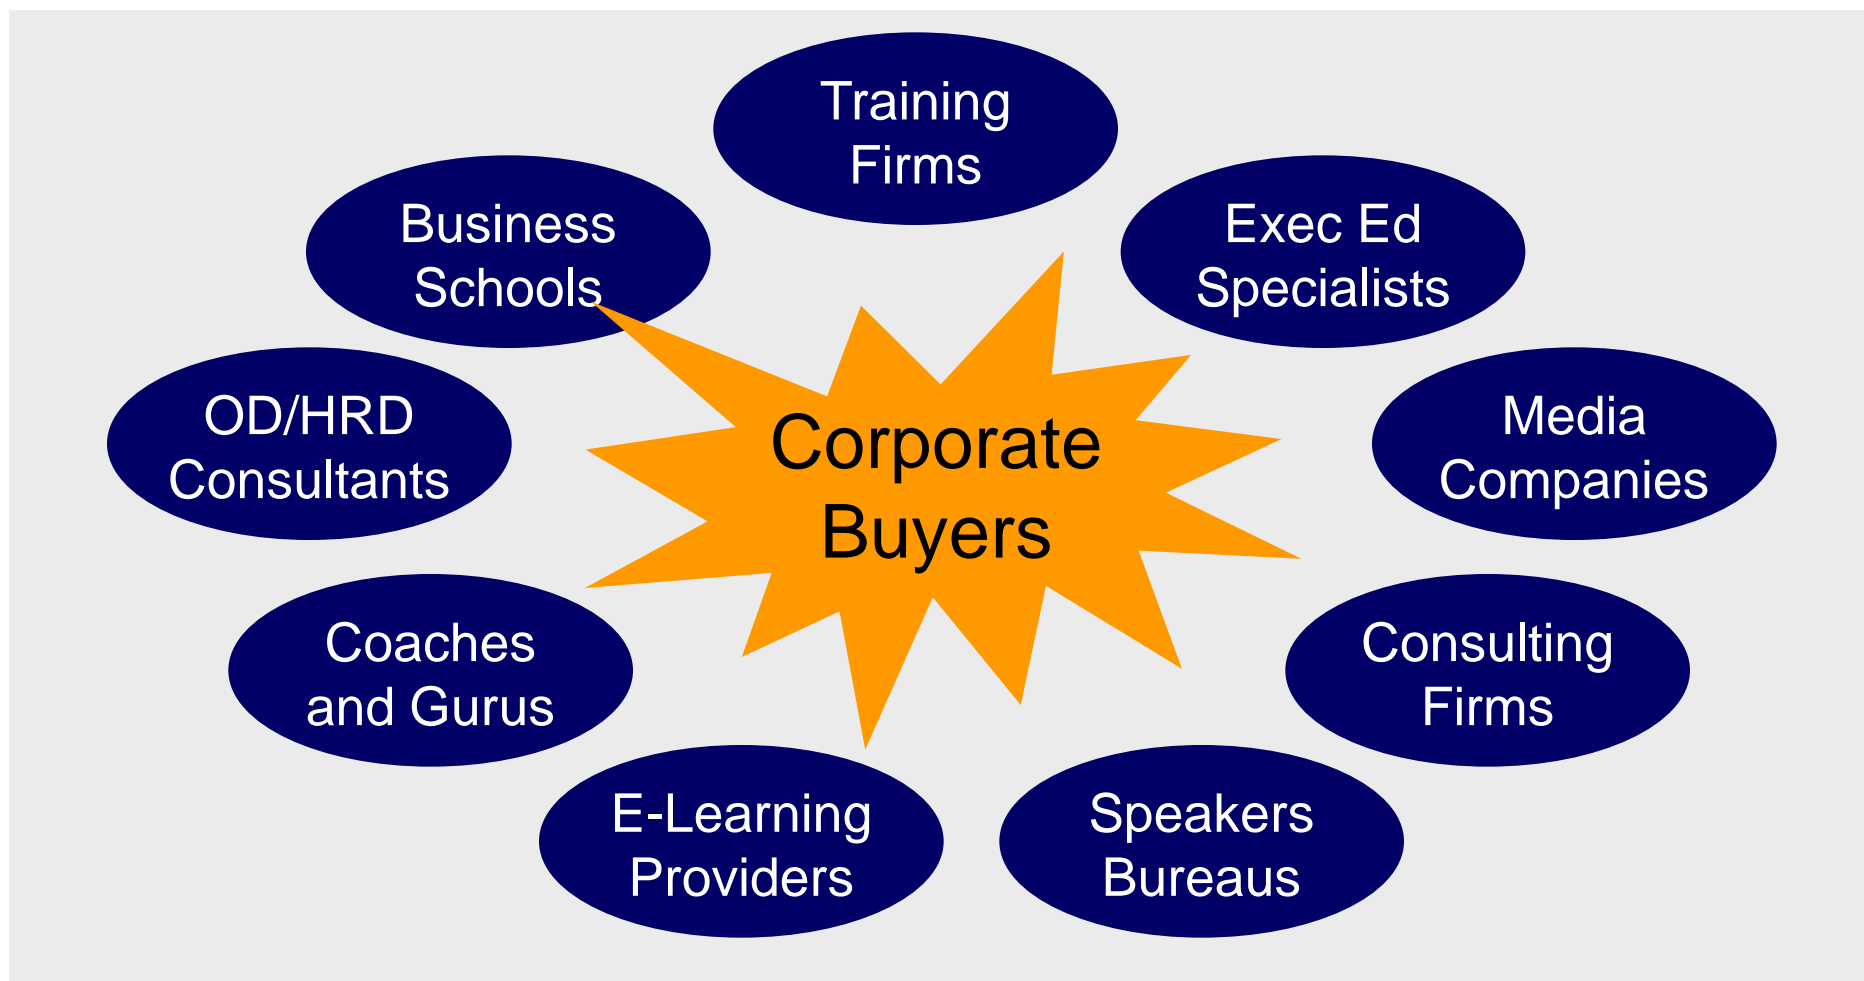 Training
Firms
Business
Schools
Exec Ed
Specialists
OD/HRD
Consultants
Corporate
Buyers
Media
Companies
Coaches
and Gurus
Consulting
Firms
E-Learning
Providers
Speakers
Bureaus